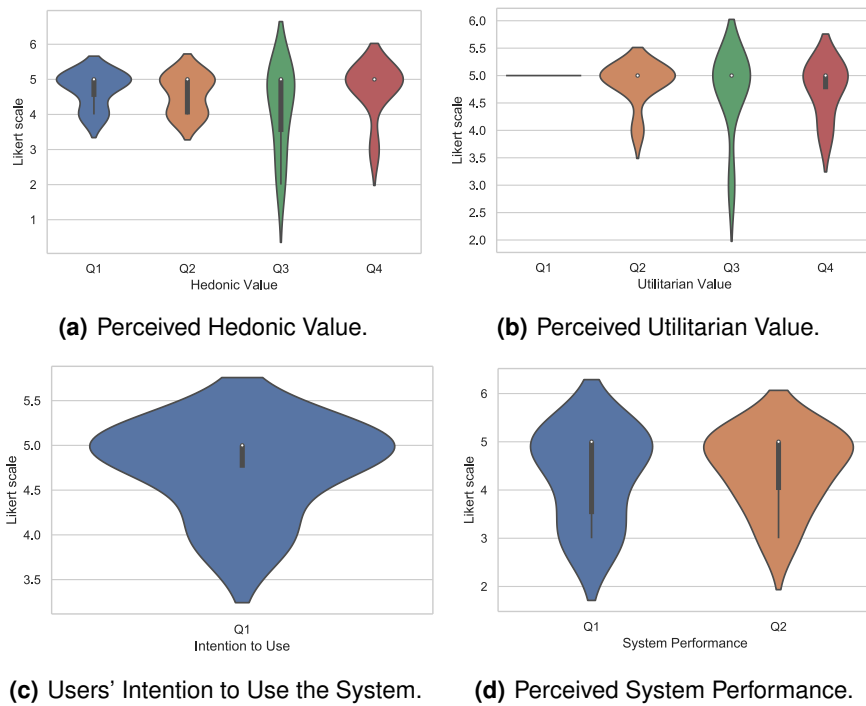 6
5
4
3
2
1
Likert scale
Q1 Q2 Q3 Q4
Hedonic Value
(a) Perceived Hedonic Value.
6.0
5.5
5.0
4.5
4.0
3.5
3.0
2.5
2.0
Likert scale
Q1 Q2 Q3 Q4
Utilitarian Value
(b) Perceived Utilitarian Value.
5.5
5.0
4.5
4.0
3.5
Likert scale
Q1
Intention to Use
(c) Users' Intention to Use the System.
6
5
4
3
2
Likert scale
Q1 Q2
System Performance
(d) Perceived System Performance.